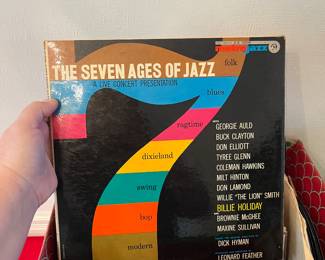 metrojazz
THE SEVEN AGES OF JAZZ
A LIVE CONCERT PRESENTATION
folk
blues
ragtime
dixieland
swing
bop
modern
GEORGIE AULD
BUCK CLAYTON
DON ELLIOTT
TYREE GLENN
COLEMAN HAWKINS
MILT HINTON
DON LAMOND
WILLIE "THE LION" SMITH
BILLIE HOLIDAY
BROWNIE McGHEE
MAXINE SULLIVAN
DICK HYMAN
LEONARD FEATHER